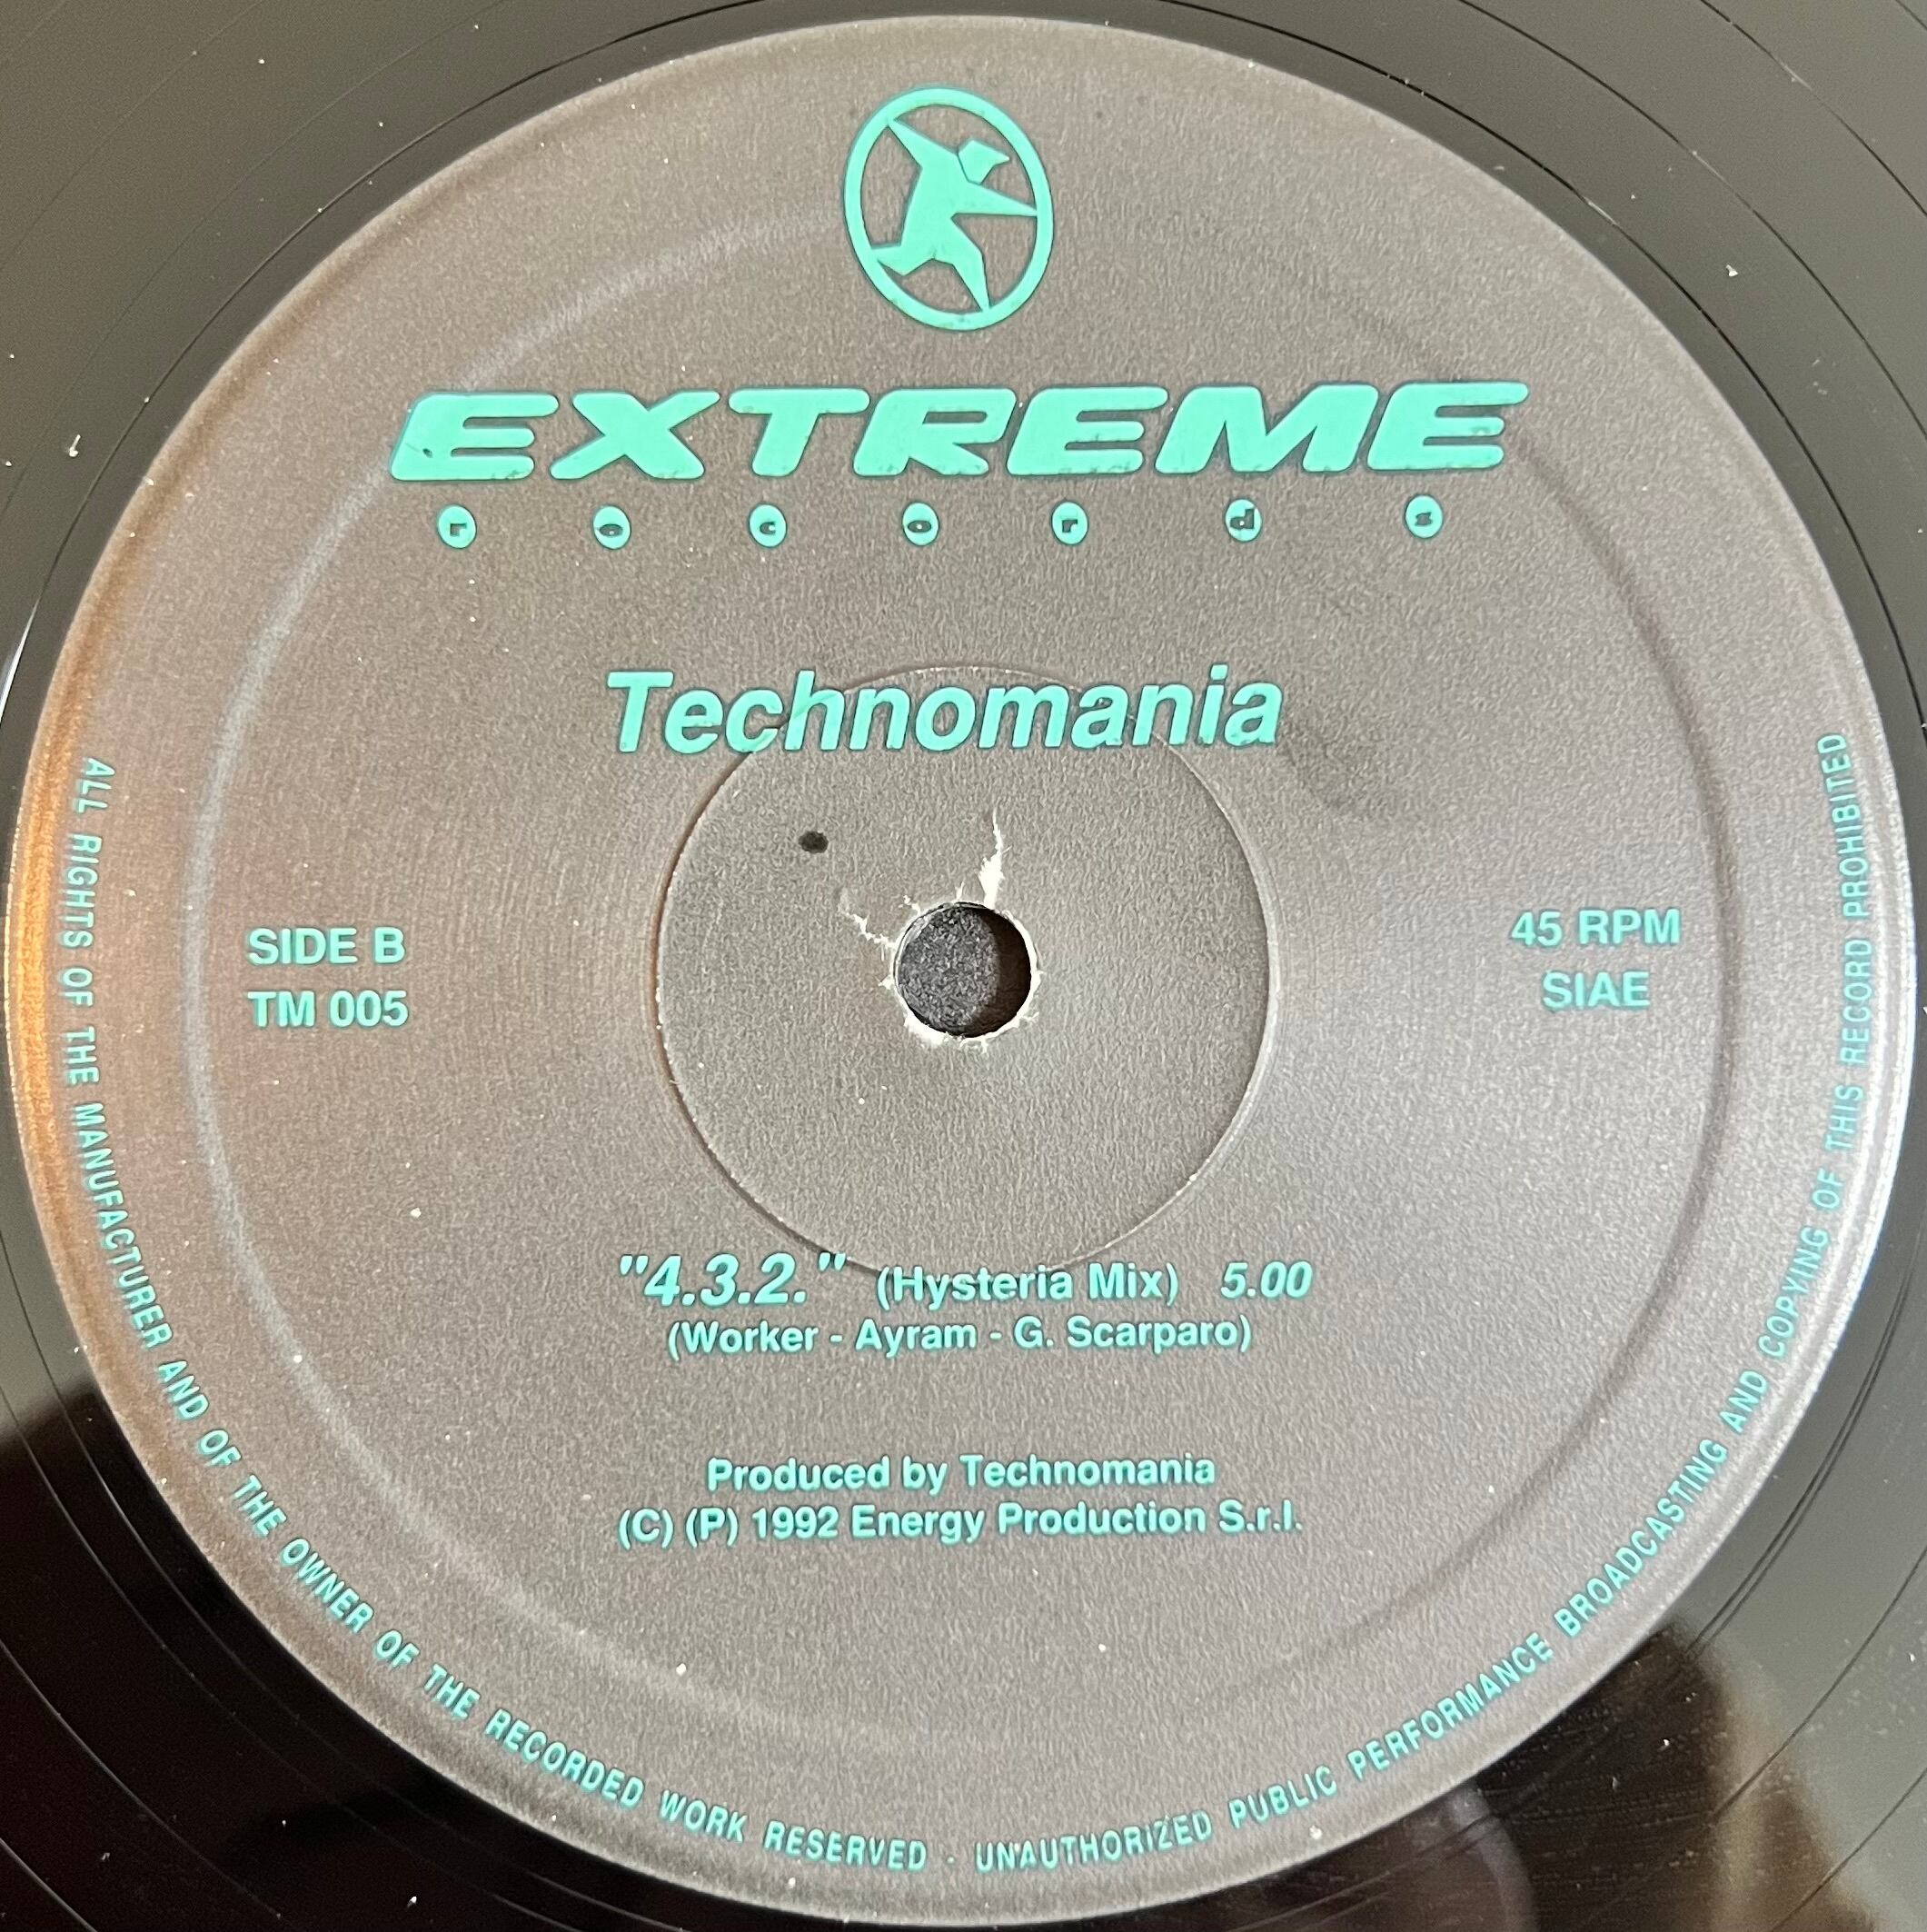 EXTREME
records
Technomania
SIDE B
TM 005
45 RPM
SIAE
"4.3.2." (Hysteria Mix) 5.00
(Worker - Ayram - G. Scarparo)
Produced by Technomania
(C) (P) 1992 Energy Production S.r.l.
ALL RIGHTS OF THE MANUFACTURER AND OF THE OWNER OF THE RECORDED WORK RESERVED - UNAUTHORIZED PUBLIC PERFORMANCE BROADCASTING AND COPYING OF THIS RECORD PROHIBITED